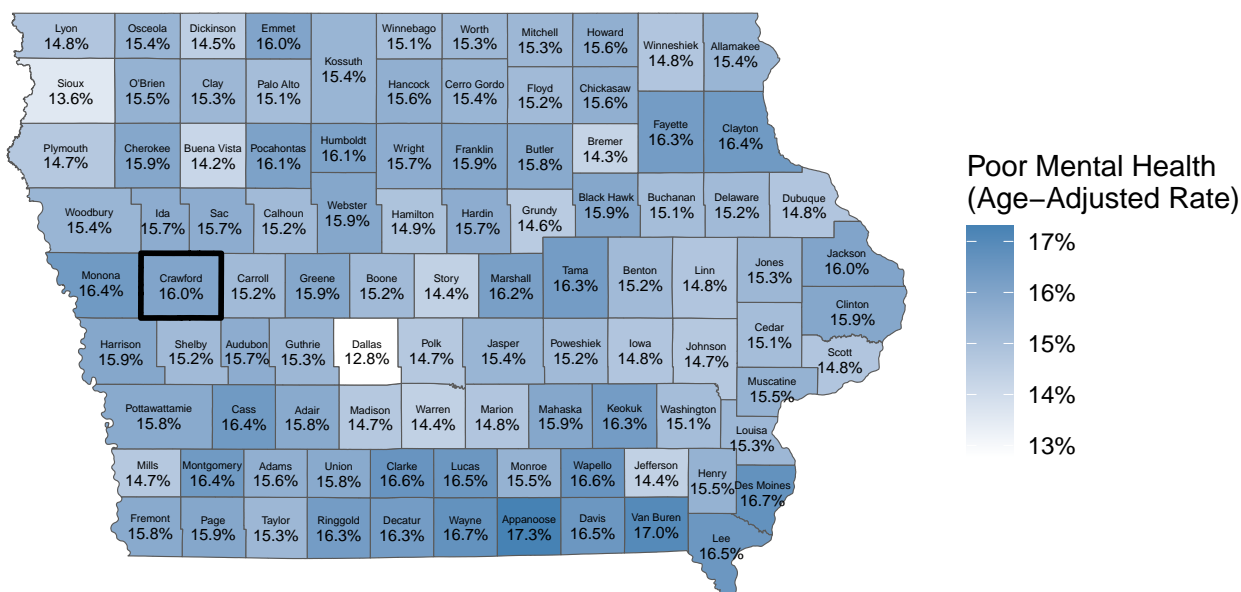 Lyon
14.8%
Osceola
15.4%
Dickinson
14.5%
Emmet
16.0%
Kossuth
15.4%
Winnebago
15.1%
Worth
15.3%
Mitchell
15.3%
Howard
15.6%
Winneshiek
14.8%
Allamakee
15.4%
Sioux
13.6%
O'Brien
15.5%
Clay
15.3%
Palo Alto
15.1%
Hancock
15.6%
Cerro Gordo
15.4%
Floyd
15.2%
Chickasaw
15.6%
Fayette
16.3%
Clayton
16.4%
Plymouth
14.7%
Cherokee
15.9%
Buena Vista
14.2%
Pocahontas
16.1%
Humboldt
16.1%
Wright
15.7%
Franklin
15.9%
Butler
15.8%
Bremer
14.3%
Woodbury
15.4%
Ida
15.7%
Sac
15.7%
Calhoun
15.2%
Webster
15.9%
Hamilton
14.9%
Hardin
15.7%
Grundy
14.6%
Black Hawk
15.9%
Buchanan
15.1%
Delaware
15.2%
Dubuque
14.8%
Monona
16.4%
Crawford
16.0%
Carroll
15.2%
Greene
15.9%
Boone
15.2%
Story
14.4%
Marshall
16.2%
Tama
16.3%
Benton
15.2%
Linn
14.8%
Jones
15.3%
Jackson
16.0%
Clinton
15.9%
Harrison
15.9%
Shelby
15.2%
Audubon
15.7%
Guthrie
15.3%
Dallas
12.8%
Polk
14.7%
Jasper
15.4%
Poweshiek
15.2%
Iowa
14.8%
Johnson
14.7%
Cedar
15.1%
Scott
14.8%
Muscatine
15.5%
Pottawattamie
15.8%
Cass
16.4%
Adair
15.8%
Madison
14.7%
Warren
14.4%
Marion
14.8%
Mahaska
15.9%
Keokuk
16.3%
Washington
15.1%
Louisa
15.3%
Mills
14.7%
Montgomery
16.4%
Adams
15.6%
Union
15.8%
Clarke
16.6%
Lucas
16.5%
Monroe
15.5%
Wapello
16.6%
Jefferson
14.4%
Henry
15.5%
Des Moines
16.7%
Fremont
15.8%
Page
15.9%
Taylor
15.3%
Ringgold
16.3%
Decatur
16.3%
Wayne
16.7%
Appanoose
17.3%
Davis
16.5%
Van Buren
17.0%
Lee
16.5%
Poor Mental Health
(Age−Adjusted Rate)
17%
16%
15%
14%
13%